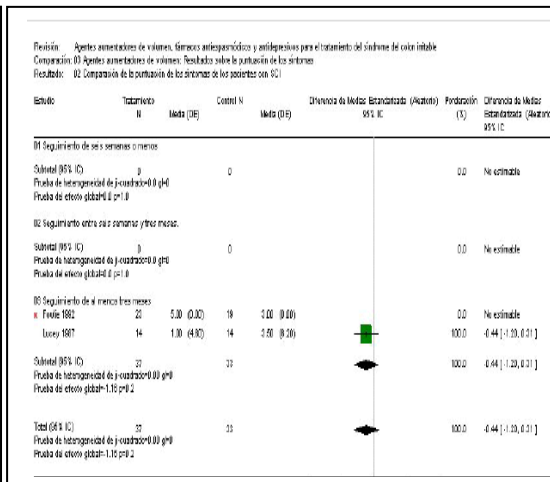 Revisión: Agentes aumentadores de volumen, fármacos antiespasmódicos y antidepresivos para el tratamiento del síndrome del colon irritable
Comparación: 03 Agentes aumentadores de volumen: Resultados sobre la puntuación de los síntomas
Resultado: 02 Comparación de la puntuación de los síntomas de los pacientes con SCI
Estudio Tratamiento Control N Diferencia de Medias Estandarizada (Aleatorio) Ponderación Diferencia de Medias
N Media (DE) Media (DE) 95% IC (%) Estandarizada (Aleatorio)
95% IC
01 Seguimiento de seis semanas o menos
Subtotal (95% IC) 0 0 0.0 No estimable
Prueba de heterogeneidad de ji-cuadrado=0.0 gl=0
Prueba del efecto global=0.0 p=1.0
02 Seguimiento entre seis semanas y tres meses.
Subtotal (95% IC) 0 0 0.0 No estimable
Prueba de heterogeneidad de ji-cuadrado=0.0 gl=0
Prueba del efecto global=0.0 p=1.0
03 Seguimiento de al menos tres meses
x Fowlie 1992 23 5.00 (0.00) 19 3.00 (0.00) 0.0 No estimable
Lucey 1987 14 1.30 (4.80) 14 3.50 100.0 -0.44 [-1.20, 0.31]
Subtotal (95% IC) 37 33 100.0 -0.44 [-1.20, 0.31]
Prueba de heterogeneidad de ji-cuadrado=0.00 gl=0
Prueba del efecto global=-1.15 p=0.2
Total (95% IC) 37 33 100.0 -0.44 [-1.20, 0.31]
Prueba de heterogeneidad de ji-cuadrado=0.00 gl=0
Prueba del efecto global=-1.15 p=0.2